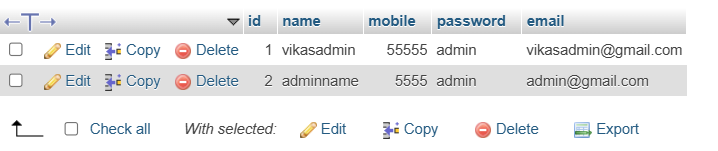 id name mobile password email
Edit Copy Delete 1 vikasadmin 55555 admin vikasadmin@gmail.com
Edit Copy Delete 2 adminname 5555 admin admin@gmail.com
Check all With selected: Edit Copy Delete Export